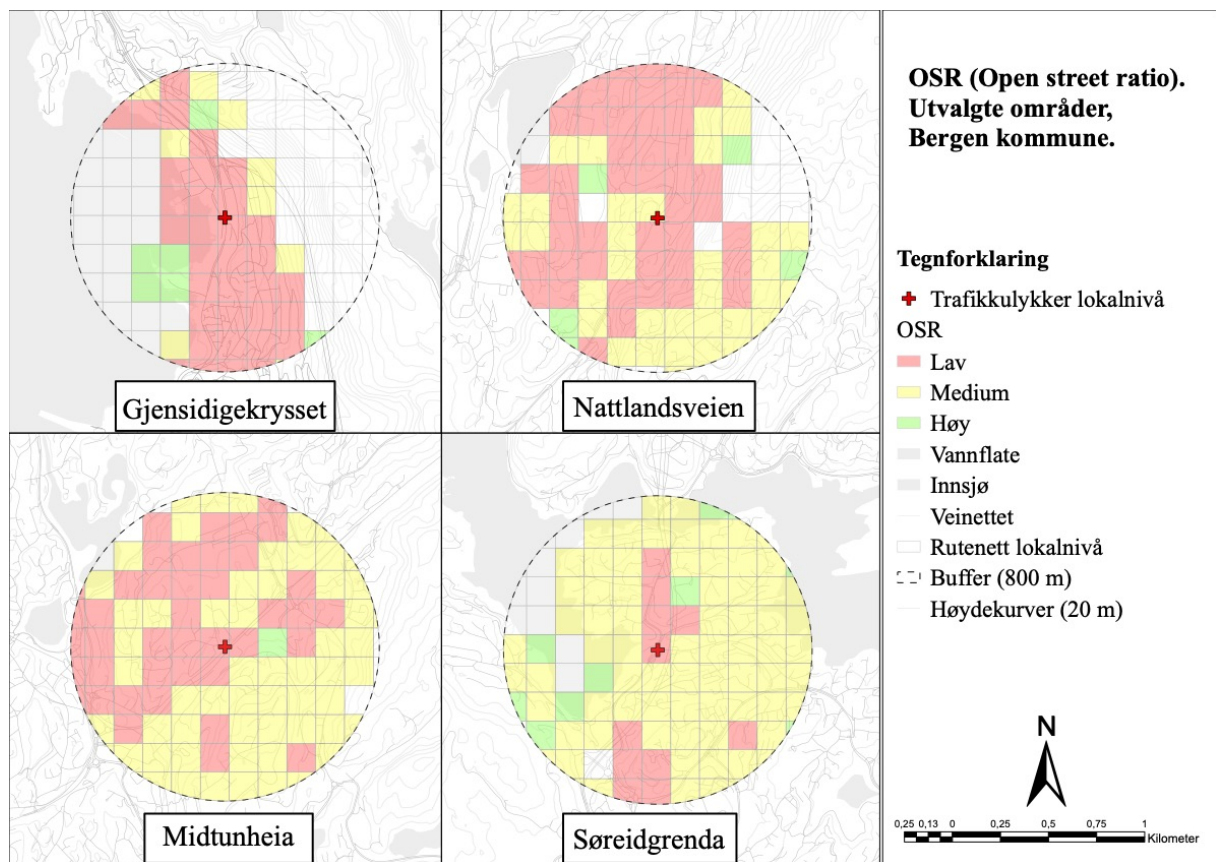 OSR (Open street ratio).
Utvalgte områder,
Bergen kommune.
Gjensidigekrysset
Nattlandsveien
Midtunheia
Søreidgrenda
Tegnforklaring
Trafikkulykker lokalnivå
OSR
Lav
Medium
Høy
Vannflate
Innsjø
Veinettet
Rutenett lokalnivå
Buffer (800 m)
Høydekurver (20 m)
N
0,25 0,13 0 0,25 0,5 0,75 1
Kilometer